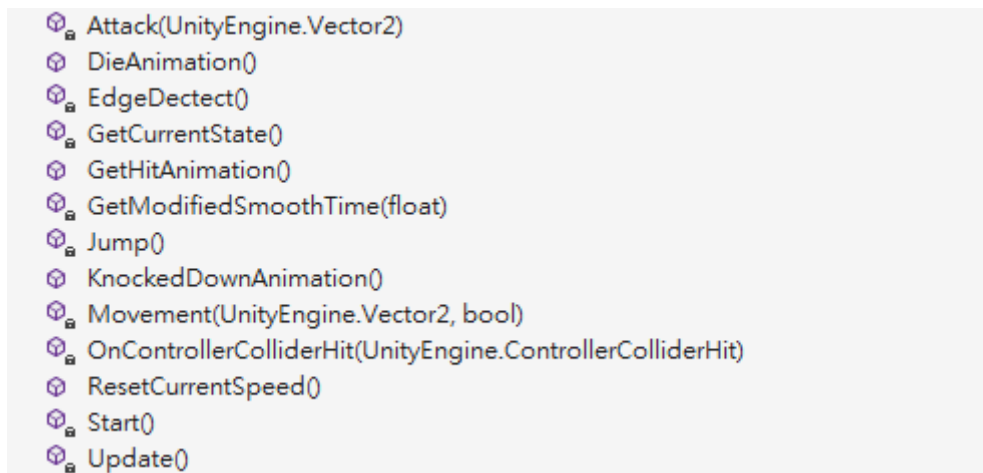 Attack(UnityEngine.Vector2)
DieAnimation()
EdgeDectect()
GetCurrentState()
GetHitAnimation()
GetModifiedSmoothTime(float)
Jump()
KnockedDownAnimation()
Movement(UnityEngine.Vector2, bool)
OnControllerColliderHit(UnityEngine.ControllerColliderHit)
ResetCurrentSpeed()
Start()
Update()